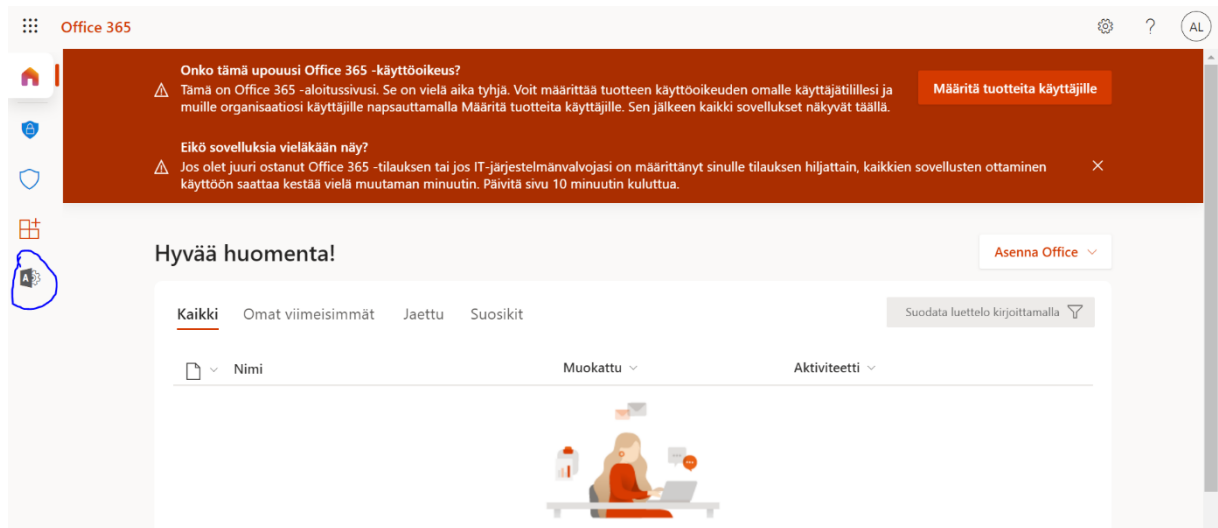 Office 365
?
AL
Onko tämä upouusi Office 365 -käyttöoikeus?
Tämä on Office 365 -aloitussivusi. Se on vielä aika tyhjä. Voit määrittää tuotteen käyttöoikeuden omalle käyttäjätilillesi ja
muille organisaatiosi käyttäjille napsauttamalla Määritä tuotteita käyttäjille. Sen jälkeen kaikki sovellukset näkyvät täällä.
Määritä tuotteita käyttäjille
Eikö sovelluksia vieläkään näy?
Jos olet juuri ostanut Office 365 -tilauksen tai jos IT-järjestelmänvalvojasi on määrittänyt sinulle tilauksen hiljattain, kaikkien sovellusten ottaminen
käyttöön saattaa kestää vielä muutaman minuutin. Päivitä sivu 10 minuutin kuluttua.
Hyvää huomenta!
Asenna Office
A
Kaikki Omat viimeisimmät Jaettu Suosikit
Suodata luettelo kirjoittamalla
Nimi Muokattu Aktiviteetti